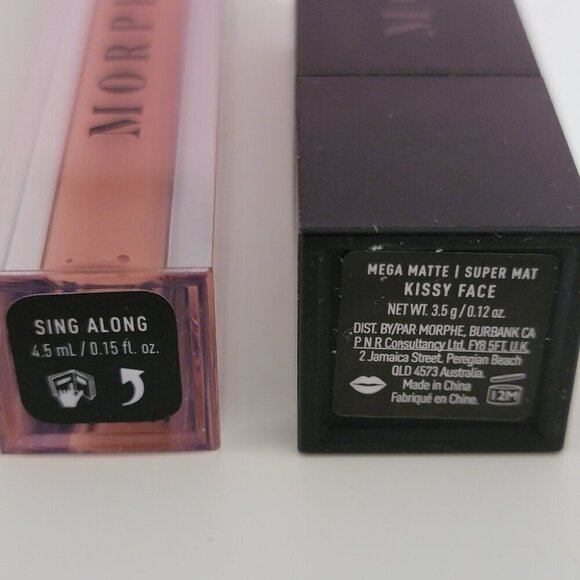 MORP
MO
SING ALONG
4.5 mL / 0.15 fl. oz.
MEGA MATTE | SUPER MAT
KISSY FACE
NET WT. 3.5 g / 0.12 oz.
DIST. BY/PAR MORPHE, BURBANK CA
P N R Consultancy Ltd. FY8 5FT. U.K.
2 Jamaica Street. Peregian Beach
QLD 4573 Australia.
Made in China
Fabriqué en Chine.
12M